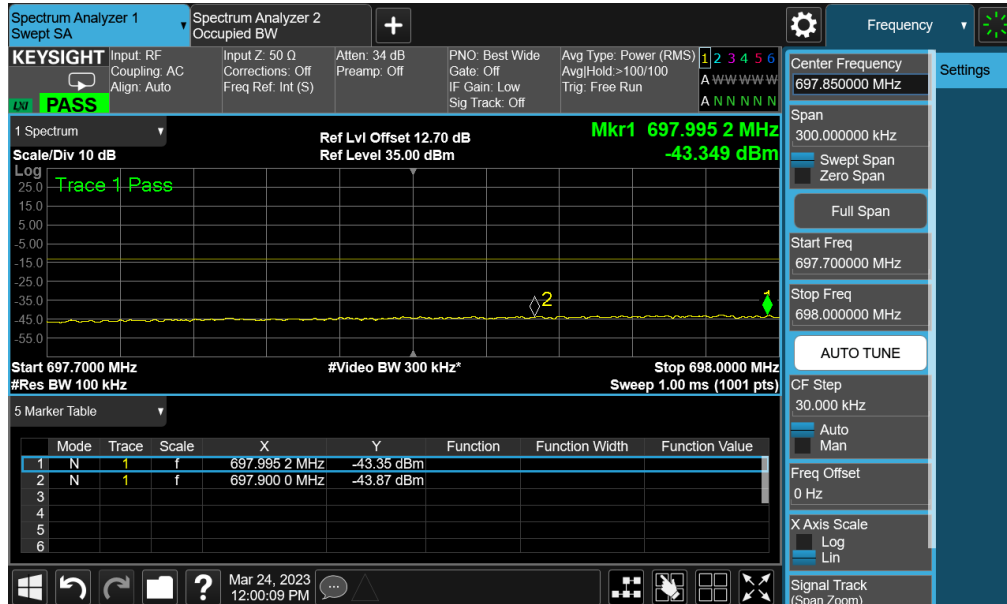 Spectrum Analyzer 1
Swept SA
Spectrum Analyzer 2
Occupied BW
+
Frequency
KEYSIGHT
LXI
PASS
Input: RF
Coupling: AC
Align: Auto
Input Z: 50 Ω
Corrections: Off
Freq Ref: Int (S)
Atten: 34 dB
Preamp: Off
PNO: Best Wide
Gate: Off
IF Gain: Low
Sig Track: Off
Avg Type: Power (RMS)
Avg|Hold:>100/100
Trig: Free Run
1 2 3 4 5 6
A W W W W W
A N N N N N
1 Spectrum
Scale/Div 10 dB
Ref Lvl Offset 12.70 dB
Ref Level 35.00 dBm
Mkr1 697.995 2 MHz
-43.349 dBm
Log
Trace 1 Pass
25.0
15.0
5.00
-5.00
-15.0
-25.0
-35.0
-45.0
-55.0
2
1
Start 697.7000 MHz
#Video BW 300 kHz*
Stop 698.0000 MHz
#Res BW 100 kHz
Sweep 1.00 ms (1001 pts)
5 Marker Table
Mode Trace Scale X Y Function Function Width Function Value
1 N 1 f 697.995 2 MHz -43.35 dBm
2 N 1 f 697.900 0 MHz -43.87 dBm
3
4
5
6
?
Mar 24, 2023
12:00:09 PM
Center Frequency
697.850000 MHz
Settings
Span
300.000000 kHz
Swept Span
Zero Span
Full Span
Start Freq
697.700000 MHz
Stop Freq
698.000000 MHz
AUTO TUNE
CF Step
30.000 kHz
Auto
Man
Freq Offset
0 Hz
X Axis Scale
Log
Lin
Signal Track
(Span Zoom)